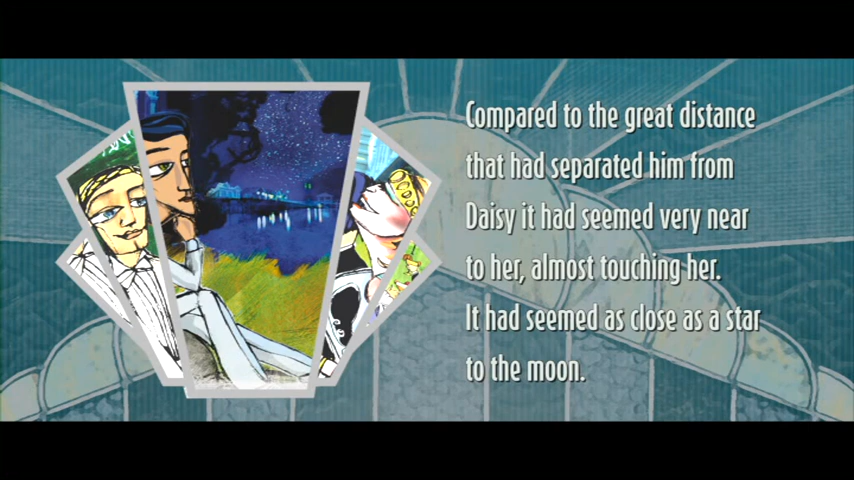 Compared to the great distance
that had separated him from
Daisy it had seemed very near
to her, almost touching her.
It had seemed as close as a star
to the moon.